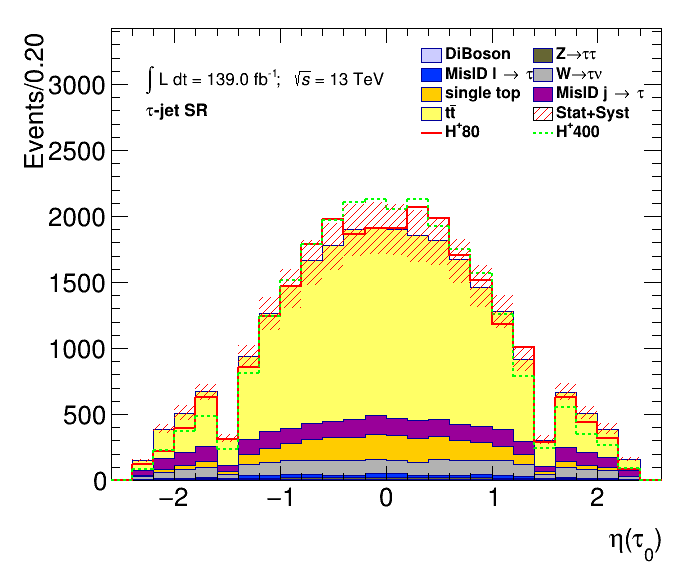 Events/0.20
∫ L dt = 139.0 fb⁻¹; √s = 13 TeV
τ-jet SR
DiBoson
Z→ττ
MisID l → τ
W→τν
single top
MisID j → τ
tt̄
Stat+Syst
H⁺80
H⁺400
3000
2500
2000
1500
1000
500
0
−2 −1 0 1 2
η(τ₀)